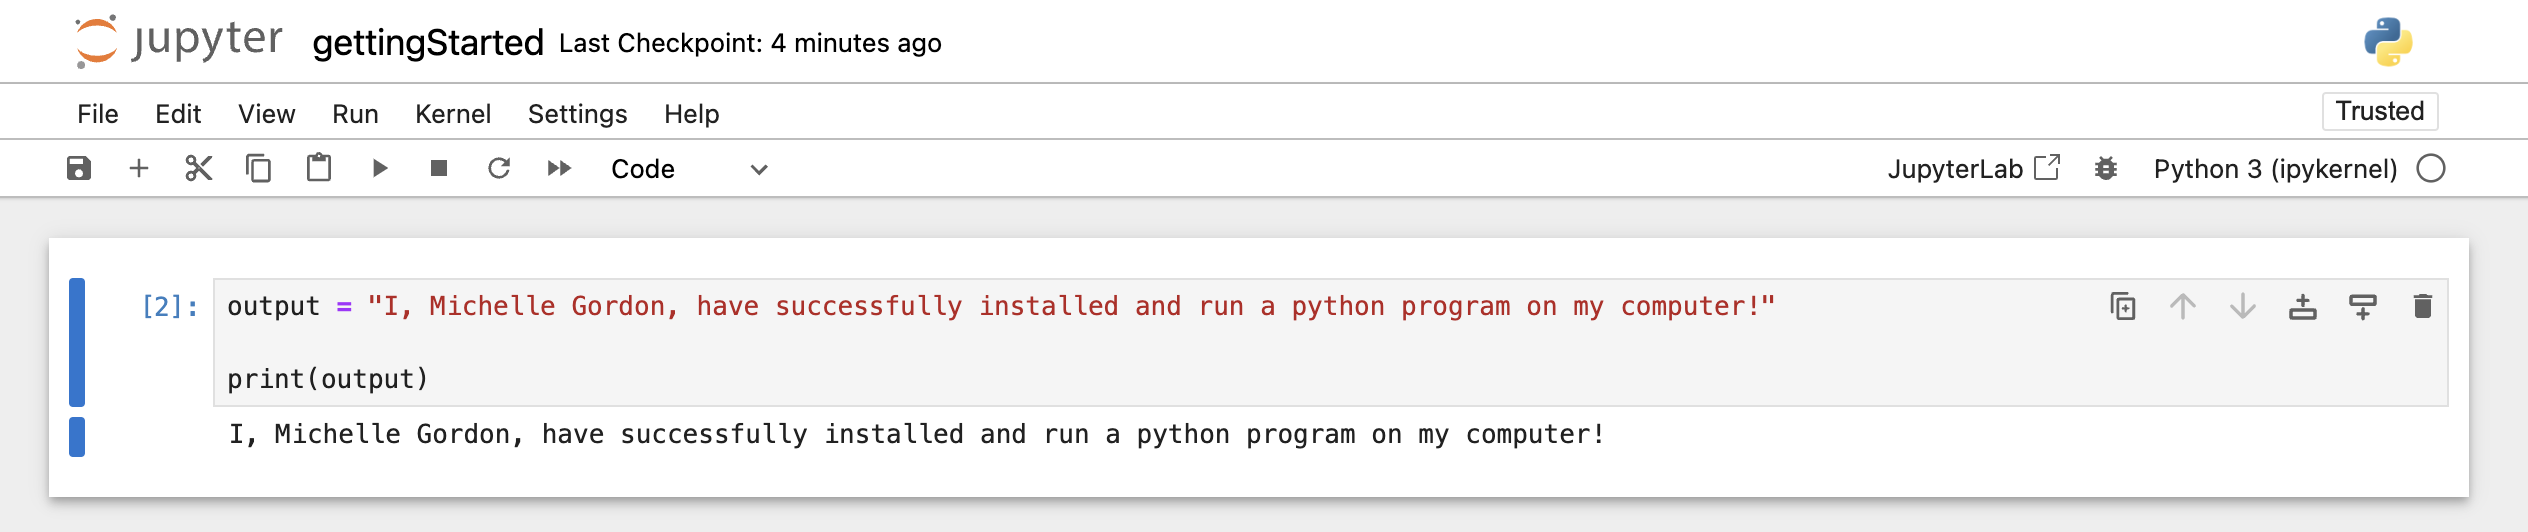 jupyter gettingStarted Last Checkpoint: 4 minutes ago
File Edit View Run Kernel Settings Help Trusted
Code JupyterLab Python 3 (ipykernel)
[2]: output = "I, Michelle Gordon, have successfully installed and run a python program on my computer!"
print(output)
I, Michelle Gordon, have successfully installed and run a python program on my computer!